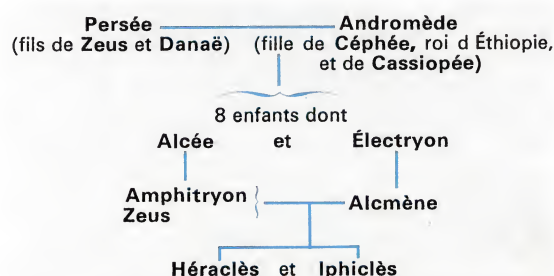 Persée Andromède
(fils de Zeus et Danaë) (fille de Céphée, roi d Éthiopie,
et de Cassiopée)
8 enfants dont
Alcée et Électryon
Amphitryon
Zeus Alcmène
Héraclès et Iphiclès